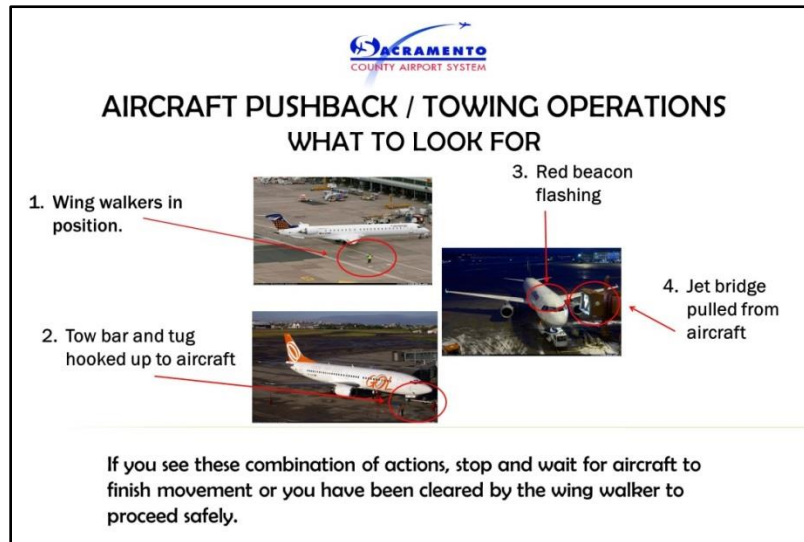 SACRAMENTO
COUNTY AIRPORT SYSTEM
AIRCRAFT PUSHBACK / TOWING OPERATIONS
WHAT TO LOOK FOR
1. Wing walkers in
position.
2. Tow bar and tug
hooked up to aircraft
3. Red beacon
flashing
4. Jet bridge
pulled from
aircraft
GOL
If you see these combination of actions, stop and wait for aircraft to
finish movement or you have been cleared by the wing walker to
proceed safely.